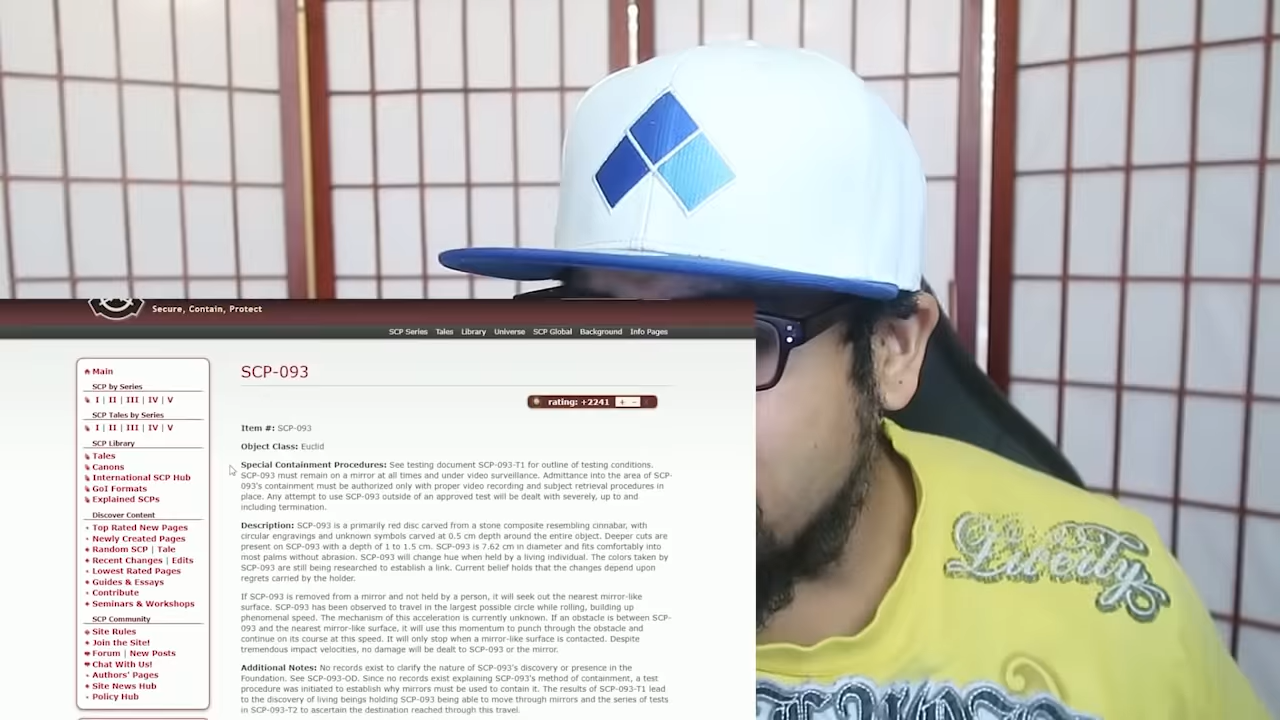 Secure, Contain, Protect
SCP Series Tales Library Universe SCP Global Background Info Pages
Main
SCP by Series
I | II | III | IV | V
SCP Tales by Series
I | II | III | IV | V
SCP Library
Tales
Canons
International SCP Hub
GoI Formats
Explained SCPs
Discover Content
Top Rated New Pages
Newly Created Pages
Random SCP | Tale
Recent Changes | Edits
Lowest Rated Pages
Guides & Essays
Contribute
Seminars & Workshops
SCP Community
Site Rules
Join the Site!
Forum | New Posts
Chat With Us!
Authors' Pages
Site News Hub
Policy Hub
SCP-093
rating: +2241 + −
Item #: SCP-093
Object Class: Euclid
Special Containment Procedures: See testing document SCP-093-T1 for outline of testing conditions.
SCP-093 must remain on a mirror at all times and under video surveillance. Admittance into the area of SCP-
093's containment must be authorized only with proper video recording and subject retrieval procedures in
place. Any attempt to use SCP-093 outside of an approved test will be dealt with severely, up to and
including termination.
Description: SCP-093 is a primarily red disc carved from a stone composite resembling cinnabar, with
circular engravings and unknown symbols carved at 0.5 cm depth around the entire object. Deeper cuts are
present on SCP-093 with a depth of 1 to 1.5 cm. SCP-093 is 7.62 cm in diameter and fits comfortably into
most palms without abrasion. SCP-093 will change hue when held by a living individual. The colors taken by
SCP-093 are still being researched to establish a link. Current belief holds that the changes depend upon
regrets carried by the holder.
If SCP-093 is removed from a mirror and not held by a person, it will seek out the nearest mirror-like
surface. SCP-093 has been observed to travel in the largest possible circle while rolling, building up
phenomenal speed. The mechanism of this acceleration is currently unknown. If an obstacle is between SCP-
093 and the nearest mirror-like surface, it will use this momentum to punch through the obstacle and
continue on its course at this speed. It will only stop when a mirror-like surface is contacted. Despite
tremendous impact velocities, no damage will be dealt to SCP-093 or the mirror.
Additional Notes: No records exist to clarify the nature of SCP-093's discovery or presence in the
Foundation. See SCP-093-OD. Since no records exist explaining SCP-093's method of containment, a test
procedure was initiated to establish why mirrors must be used to contain it. The results of SCP-093-T1 lead
to the discovery of living beings holding SCP-093 being able to move through mirrors and the series of tests
in SCP-093-T2 to ascertain the destination reached through this travel.
Liberty